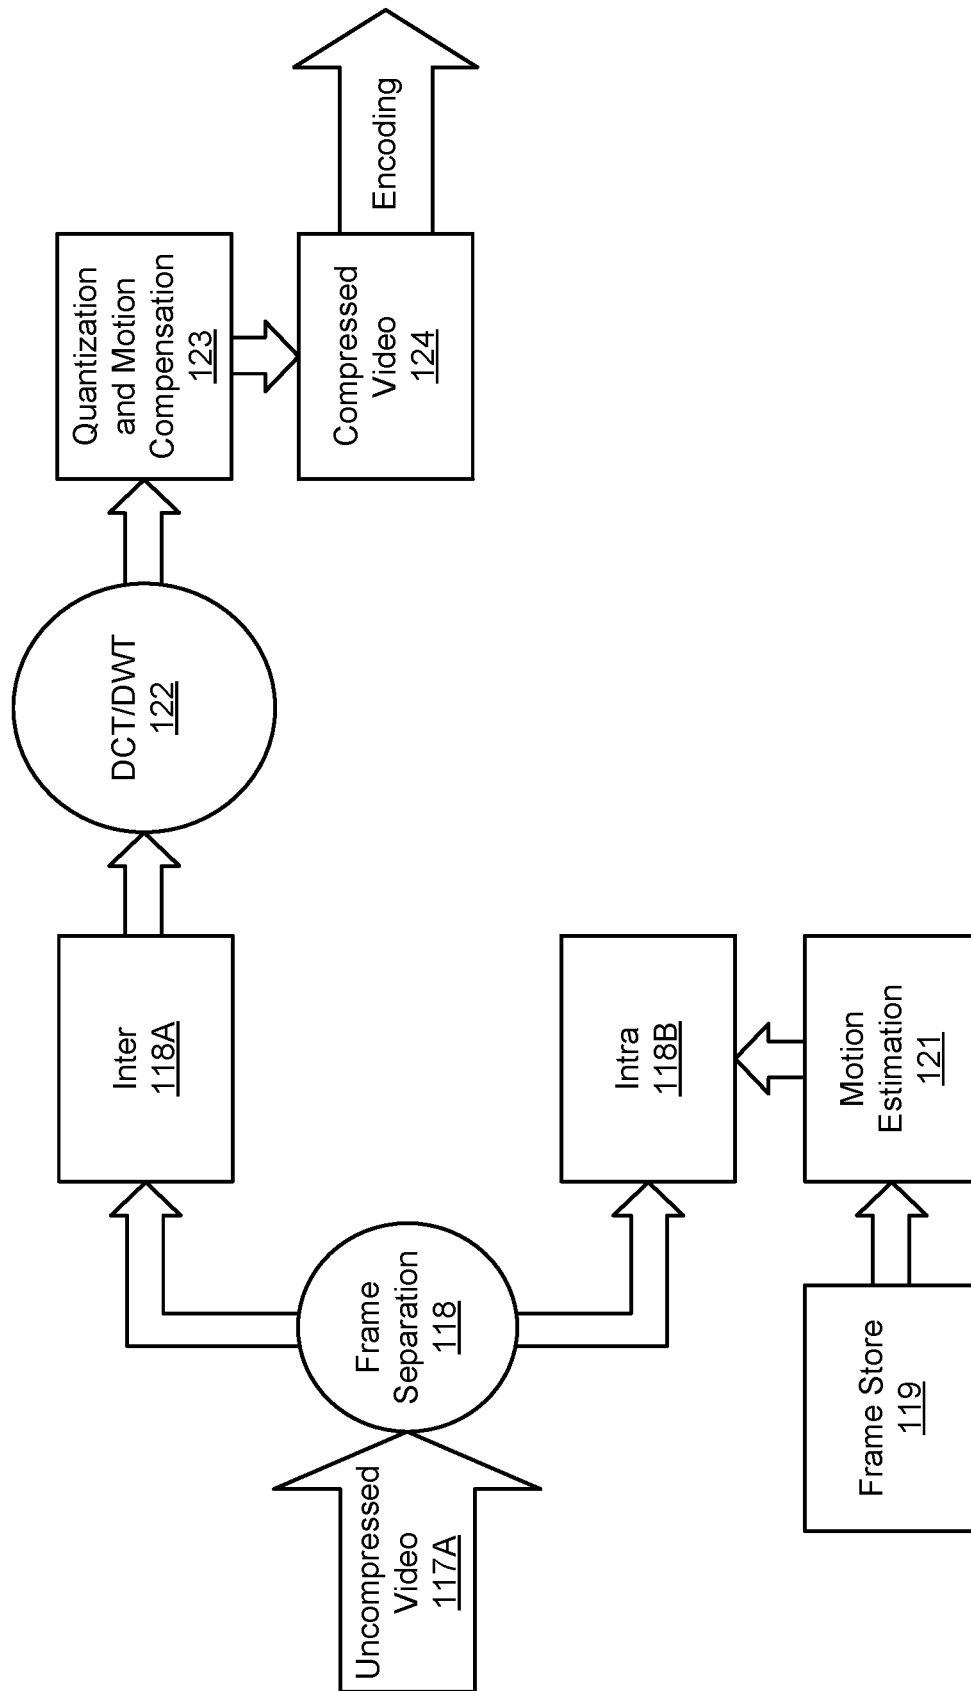 Uncompressed
Video
117A
Frame
Separation
118
Inter
118A
DCT/DWT
122
Quantization
and Motion
Compensation
123
Compressed
Video
124
Encoding
Intra
118B
Frame Store
119
Motion
Estimation
121